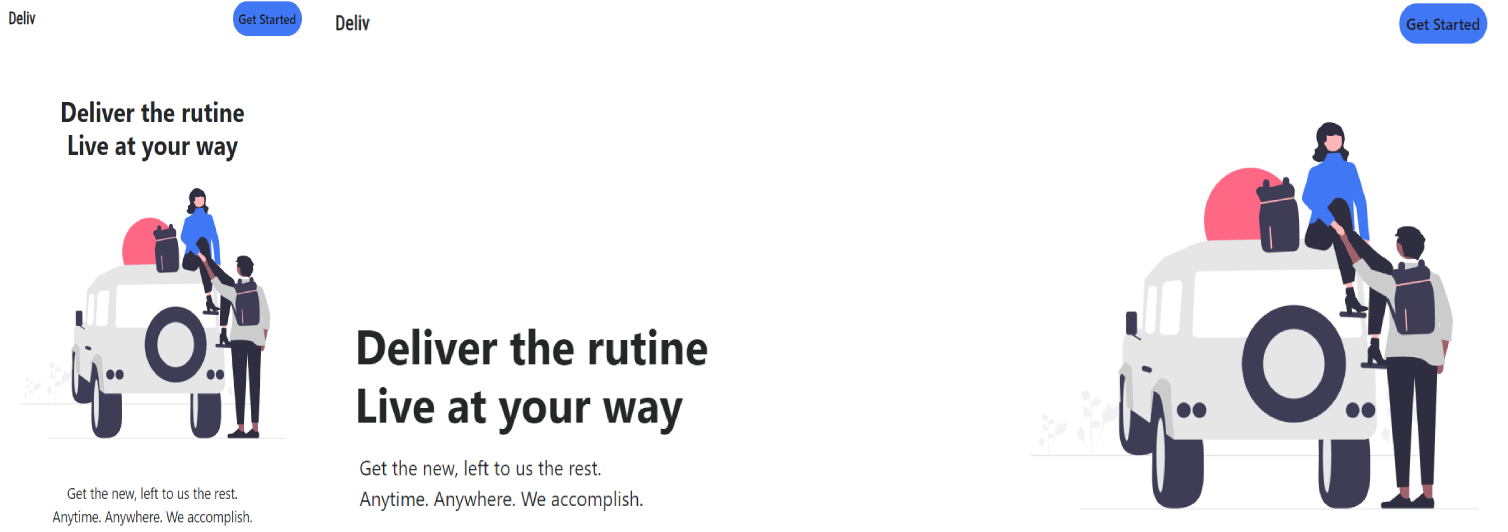 Deliv
Get Started
Deliver the rutine
Live at your way
Get the new, left to us the rest.
Anytime. Anywhere. We accomplish.
Deliv
Get Started
Deliver the rutine
Live at your way
Get the new, left to us the rest.
Anytime. Anywhere. We accomplish.